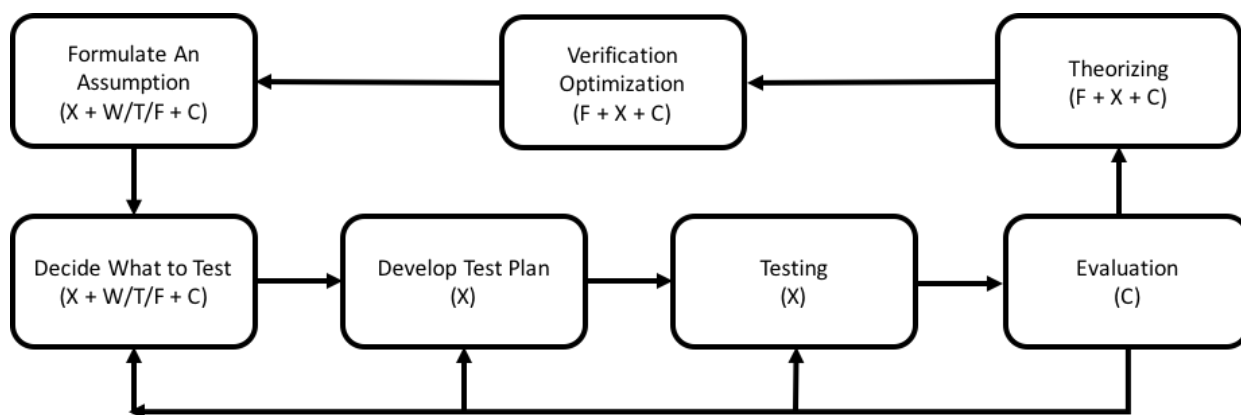 Formulate An
Assumption
(X + W/T/F + C)
Verification
Optimization
(F + X + C)
Theorizing
(F + X + C)
Decide What to Test
(X + W/T/F + C)
Develop Test Plan
(X)
Testing
(X)
Evaluation
(C)